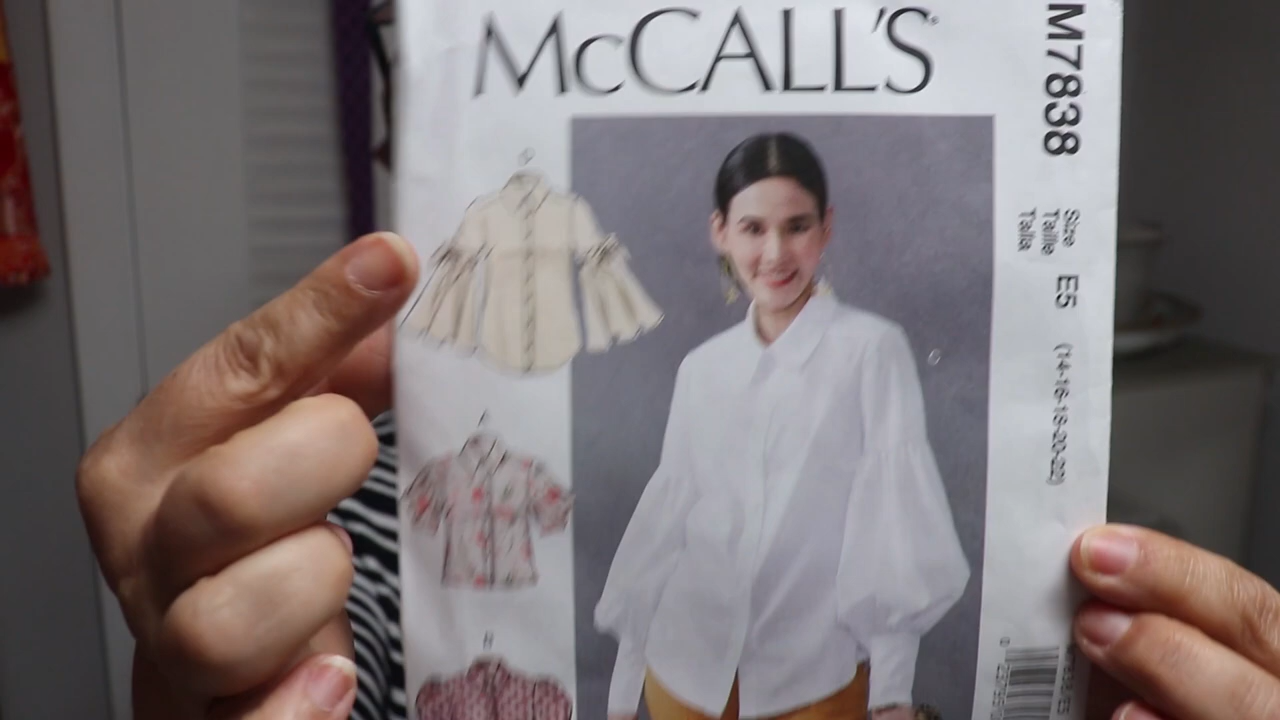 McCALL'S
M7838
Size
Taille
Talla
E5 (14-16-18-20-22)
C
A